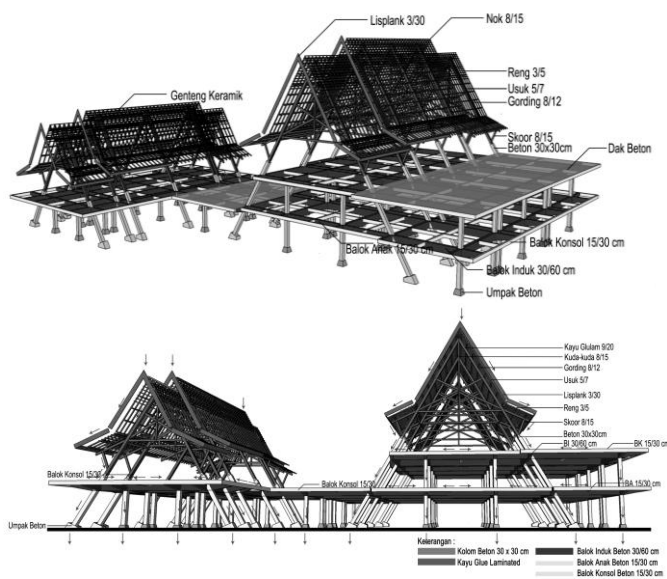 Lisplank 3/30
Nok 8/15
Genteng Keramik
Reng 3/5
Usuk 5/7
Gording 8/12
Skoor 8/15
Beton 30x30cm
Dak Beton
Balok Anak 15/30 cm
Balok Konsol 15/30 cm
Balok Induk 30/60 cm
Umpak Beton
Kayu Glulam 9/20
Kuda-kuda 8/15
Gording 8/12
Usuk 5/7
Lisplank 3/30
Reng 3/5
Skoor 8/15
Beton 30x30cm
BI 30/60 cm
BK 15/30 cm
Balok Konsol 15/30
Balok Konsol 15/30
BA 15/30 cm
Umpak Beton
Keterangan :
Kolom Beton 30 x 30 cm
Kayu Glue Laminated
Balok Induk Beton 30/60 cm
Balok Anak Beton 15/30 cm
Balok Konsol Beton 15/30 cm